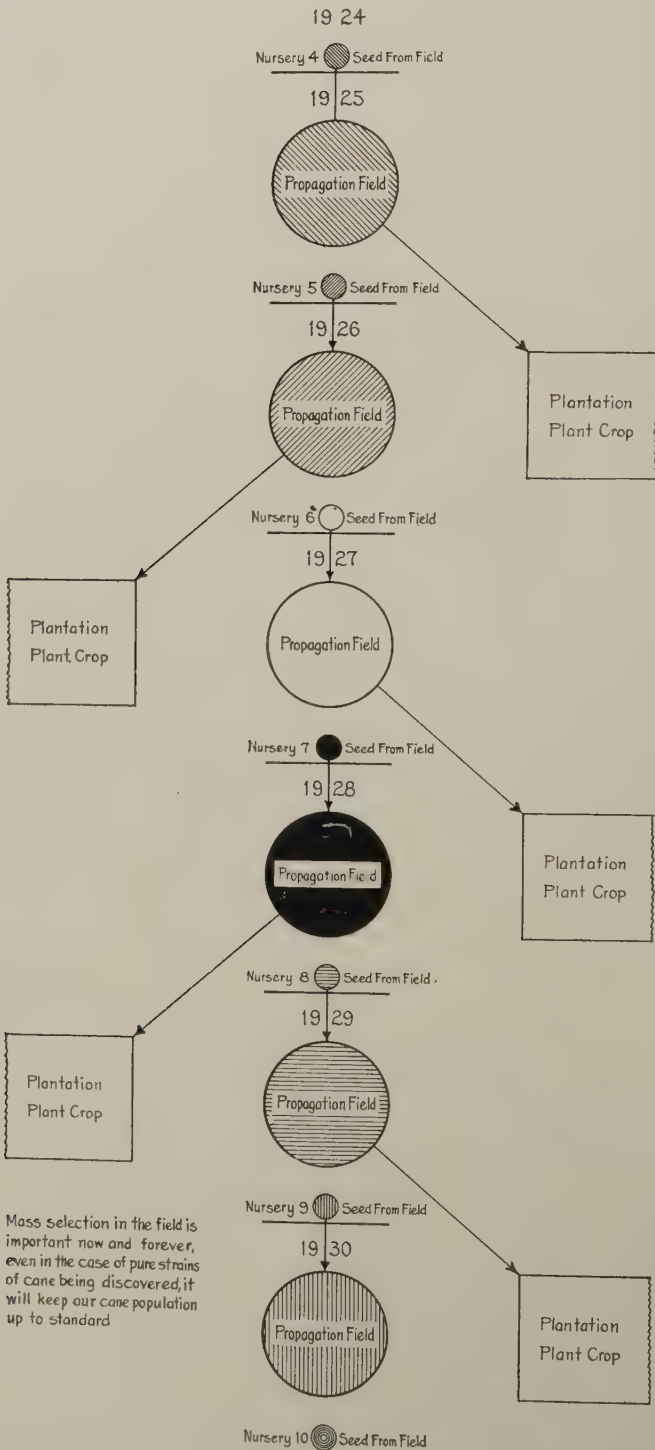 19 24
Nursery 4 Seed From Field
19 25
Propagation Field
Nursery 5 Seed From Field
19 26
Plantation
Plant Crop
Propagation Field
Nursery 6 Seed From Field
19 27
Plantation
Plant Crop
Propagation Field
Nursery 7 Seed From Field
19 28
Plantation
Plant Crop
Propagation Field
Nursery 8 Seed From Field.
19 29
Plantation
Plant Crop
Propagation Field
Nursery 9 Seed From Field
19 30
Mass selection in the field is
important now and forever,
even in the case of pure strains
of cane being discovered, it
will keep our cane population
up to standard
Propagation Field
Plantation
Plant Crop
Nursery 10 Seed From Field